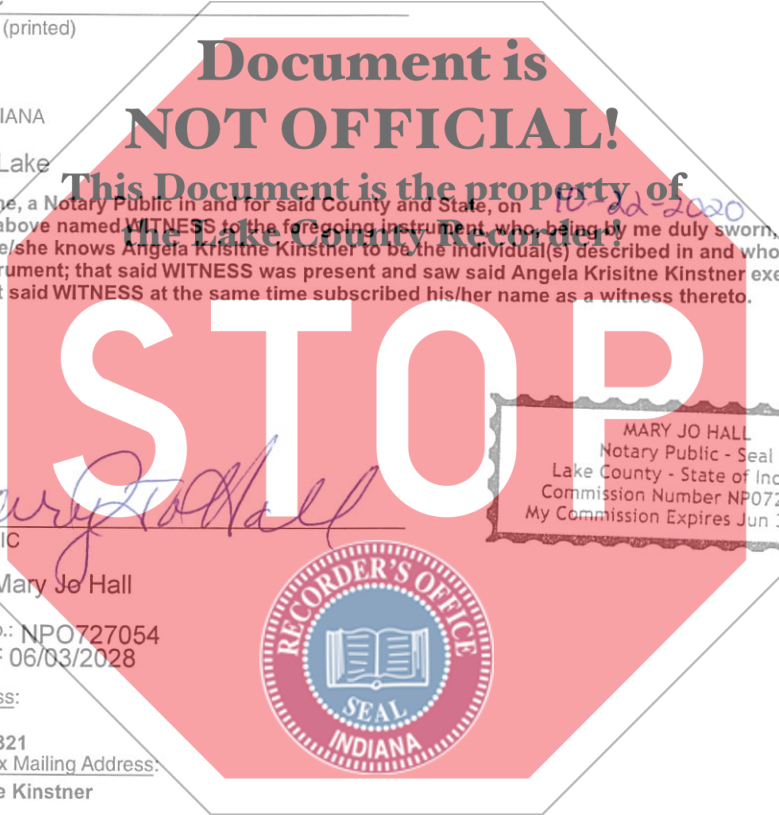 (printed)
Document is
NOT OFFICIAL!
IANA
Lake
This Document is the property of
the Lake County Recorder!
ne, a Notary Public in and for said County and State, on 10-22-2020
above named WITNESS to the foregoing instrument, who, being by me duly sworn,
e/she knows Angela Krisitne Kinstner to be the individual(s) described in and who
rument; that said WITNESS was present and saw said Angela Krisitne Kinstner exe
t said WITNESS at the same time subscribed his/her name as a witness thereto.
STOP
MARY JO HALL
Notary Public - Seal
Lake County - State of Ind
Commission Number NP072
My Commission Expires Jun 3
ary Jo Hall
IC
Mary Jo Hall
o.: NPO727054
: 06/03/2028
RECORDER'S OFFICE
SEAL
INDIANA
ss:
321
x Mailing Address:
e Kinstner